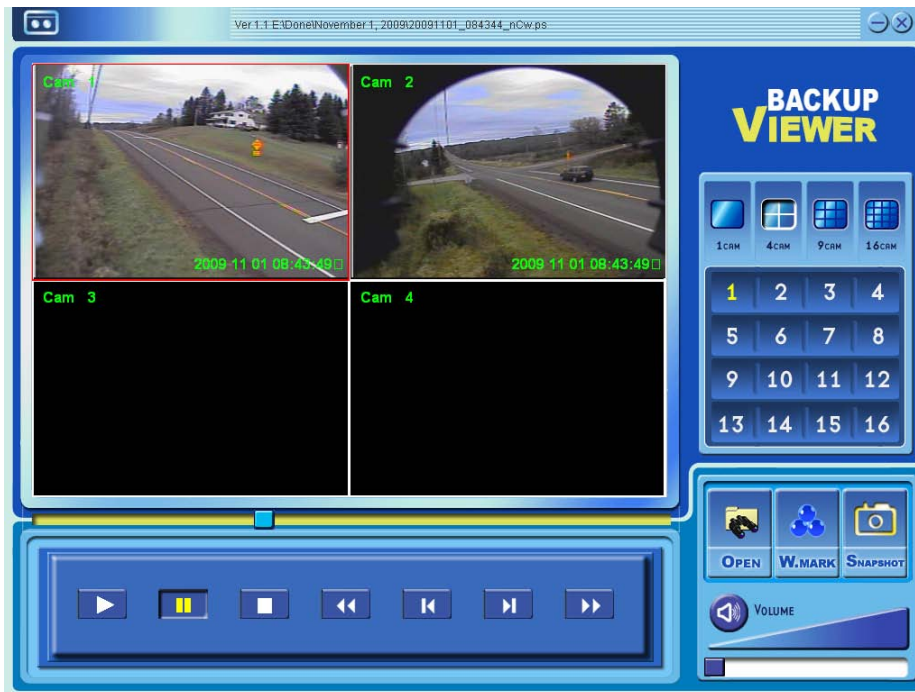 Ver 1.1 E:\Done\November 1, 2009\20091101_084344_nCw.ps
Cam 1
Cam 2
2009 11 01 08:43:49
2009 11 01 08:43:49
Cam 3
Cam 4
BACKUP
VIEWER
1CAM 4CAM 9CAM 16CAM
1 2 3 4
5 6 7 8
9 10 11 12
13 14 15 16
OPEN W.MARK SNAPSHOT
VOLUME